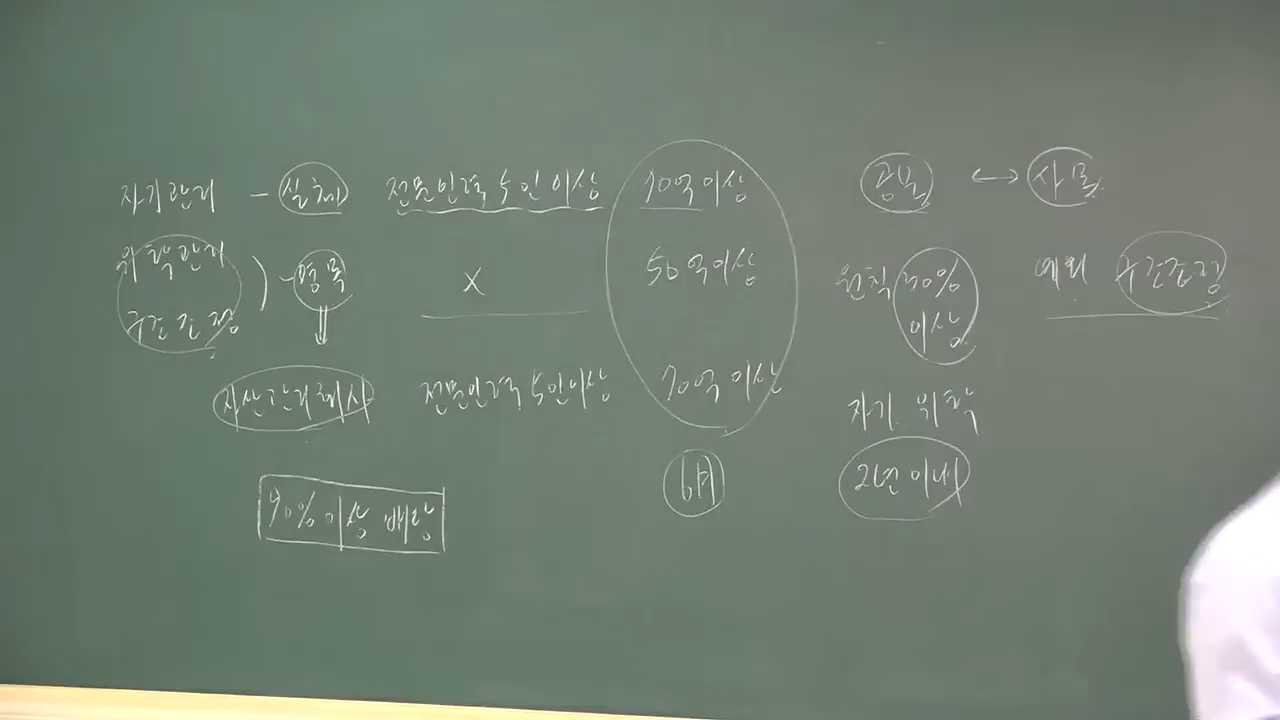 자기관리 - 실체 전문인력 5인 이상 70억 이상 공모 ↔ 사모
위탁관리 ) - 명목 X 50억 이상 원칙 30% 이상 예외 구조조정
구조조정
자산관리회사 전문인력 5인 이상 70억 이상 자기. 위탁
90% 이상 배당 6개 2년 이내